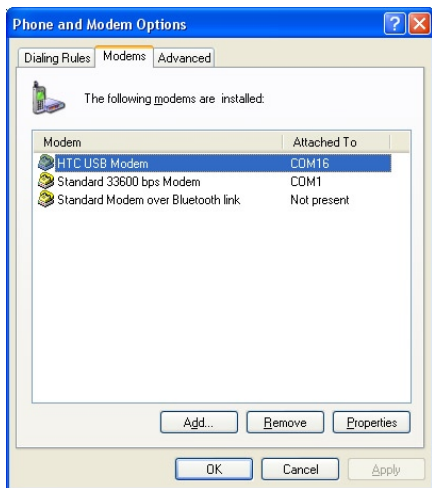 Phone and Modem Options
Dialing Rules Modems Advanced
The following modems are installed:
Modem Attached To
HTC USB Modem COM16
Standard 33600 bps Modem COM1
Standard Modem over Bluetooth link Not present
Add... Remove Properties
OK Cancel Apply